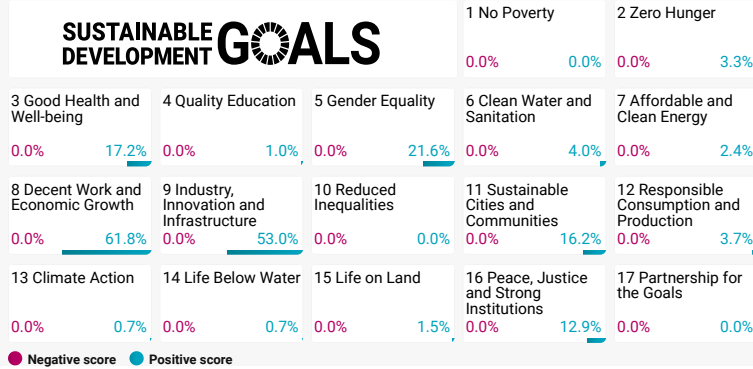 SUSTAINABLE
DEVELOPMENT
GOALS
1 No Poverty
0.0% 0.0%
2 Zero Hunger
0.0% 3.3%
3 Good Health and
Well-being
0.0% 17.2%
4 Quality Education
0.0% 1.0%
5 Gender Equality
0.0% 21.6%
6 Clean Water and
Sanitation
0.0% 4.0%
7 Affordable and
Clean Energy
0.0% 2.4%
8 Decent Work and
Economic Growth
0.0% 61.8%
9 Industry,
Innovation and
Infrastructure
0.0% 53.0%
10 Reduced
Inequalities
0.0% 0.0%
11 Sustainable
Cities and
Communities
0.0% 16.2%
12 Responsible
Consumption and
Production
0.0% 3.7%
13 Climate Action
0.0% 0.7%
14 Life Below Water
0.0% 0.7%
15 Life on Land
0.0% 1.5%
16 Peace, Justice
and Strong
Institutions
0.0% 12.9%
17 Partnership for
the Goals
0.0% 0.0%
Negative score Positive score